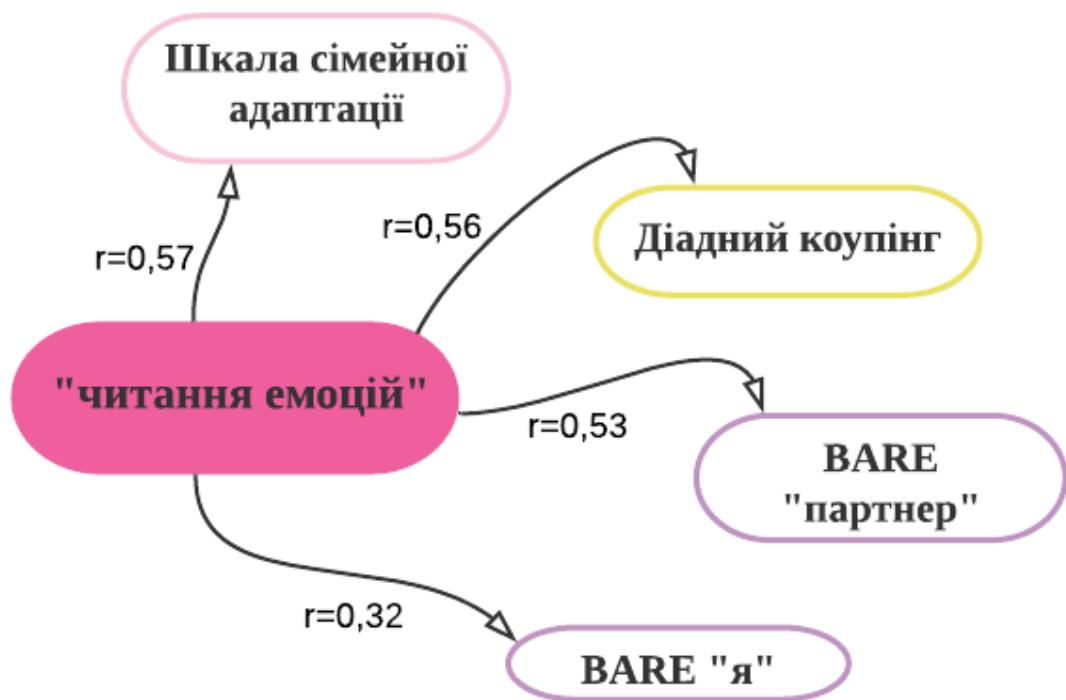 Шкала сімейної
адаптації
r=0,57
r=0,56
Діадний коупінг
"читання емоцій"
r=0,53
BARE
"партнер"
r=0,32
BARE "я"